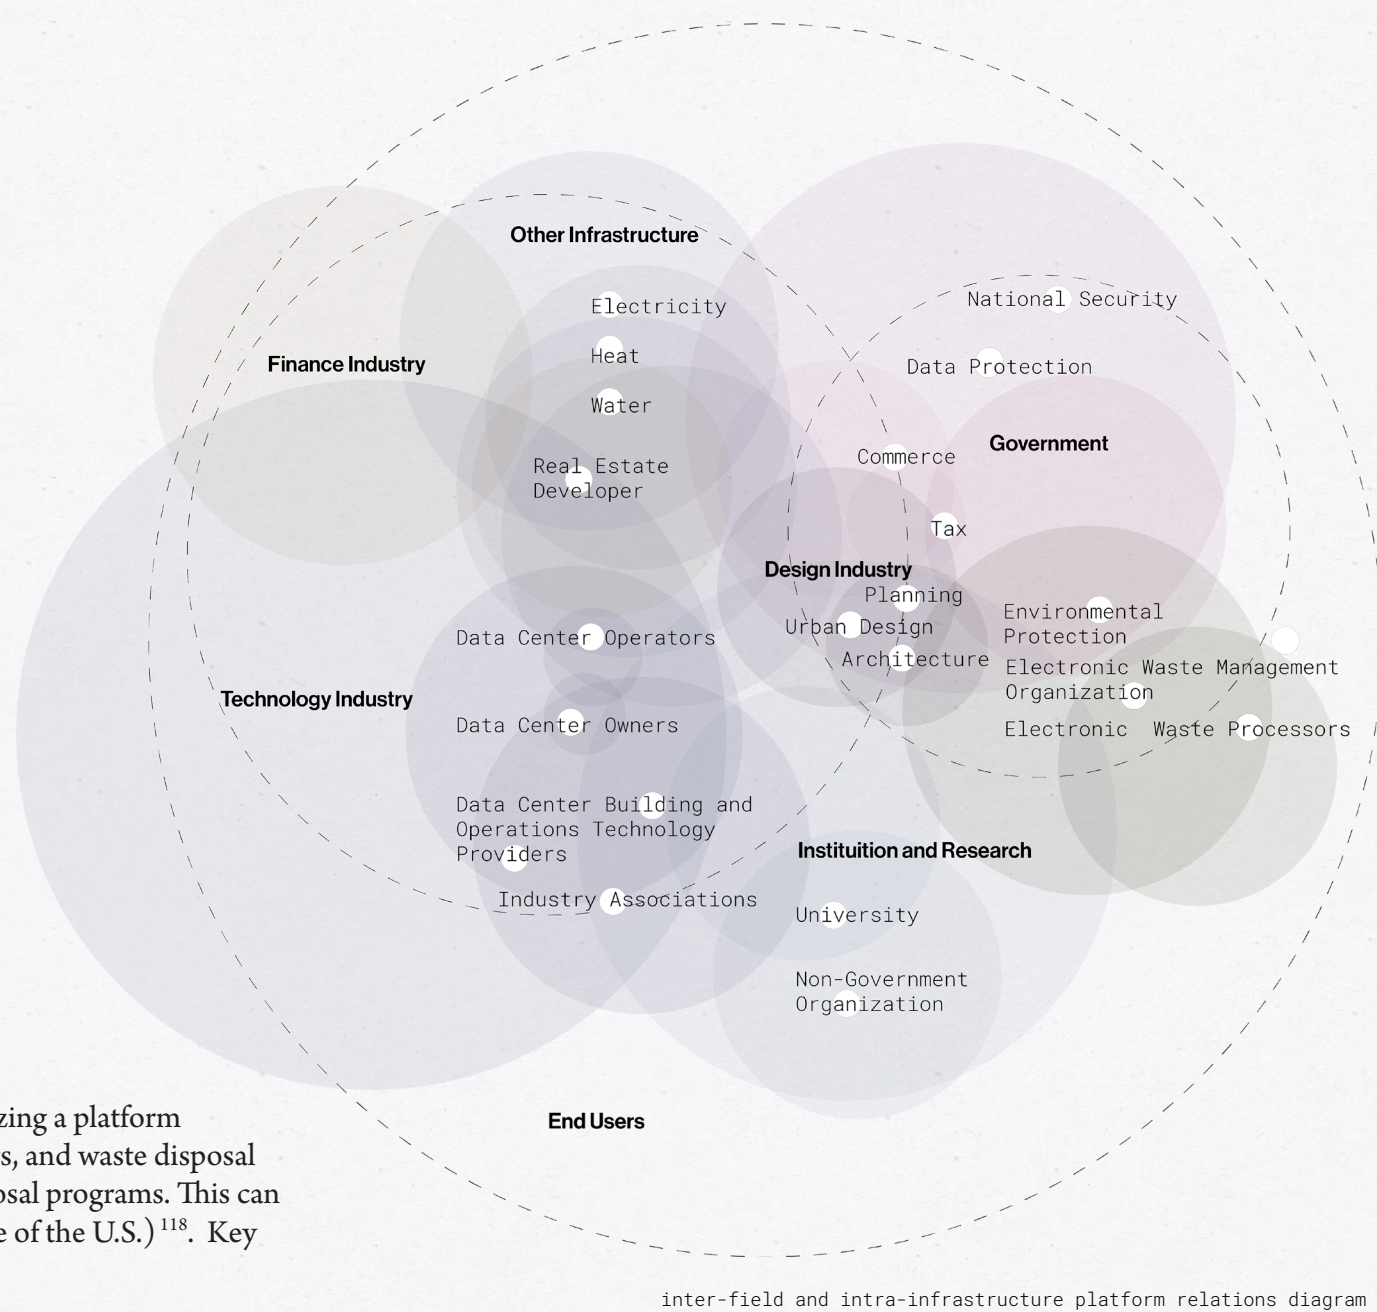 Other Infrastructure
Electricity
Heat
Water
Real Estate
Developer
Finance Industry
National Security
Data Protection
Government
Commerce
Tax
Design Industry
Planning
Urban Design
Architecture
Environmental
Protection
Electronic Waste Management
Organization
Electronic Waste Processors
Technology Industry
Data Center Operators
Data Center Owners
Data Center Building and
Operations Technology
Providers
Industry Associations
Instituition and Research
University
Non-Government
Organization
End Users
zing a platform
s, and waste disposal
osal programs. This can
e of the U.S.) 118. Key
inter-field and intra-infrastructure platform relations diagram